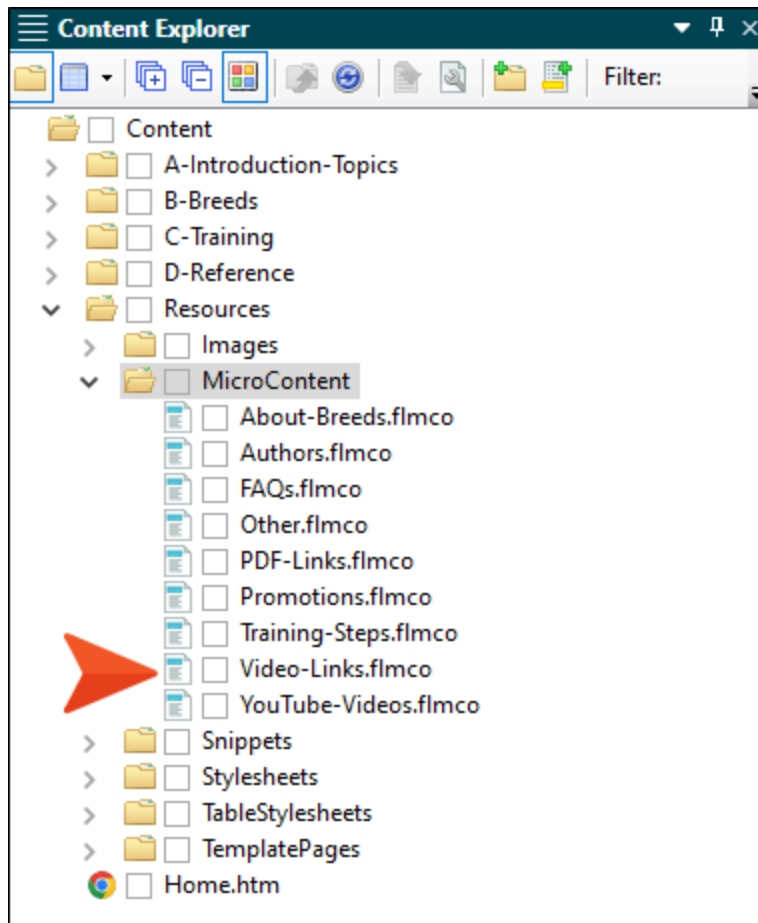 Content Explorer
Filter:
Content
A-Introduction-Topics
B-Breeds
C-Training
D-Reference
Resources
Images
MicroContent
About-Breeds.flmco
Authors.flmco
FAQs.flmco
Other.flmco
PDF-Links.flmco
Promotions.flmco
Training-Steps.flmco
Video-Links.flmco
YouTube-Videos.flmco
Snippets
Stylesheets
TableStylesheets
TemplatePages
Home.htm